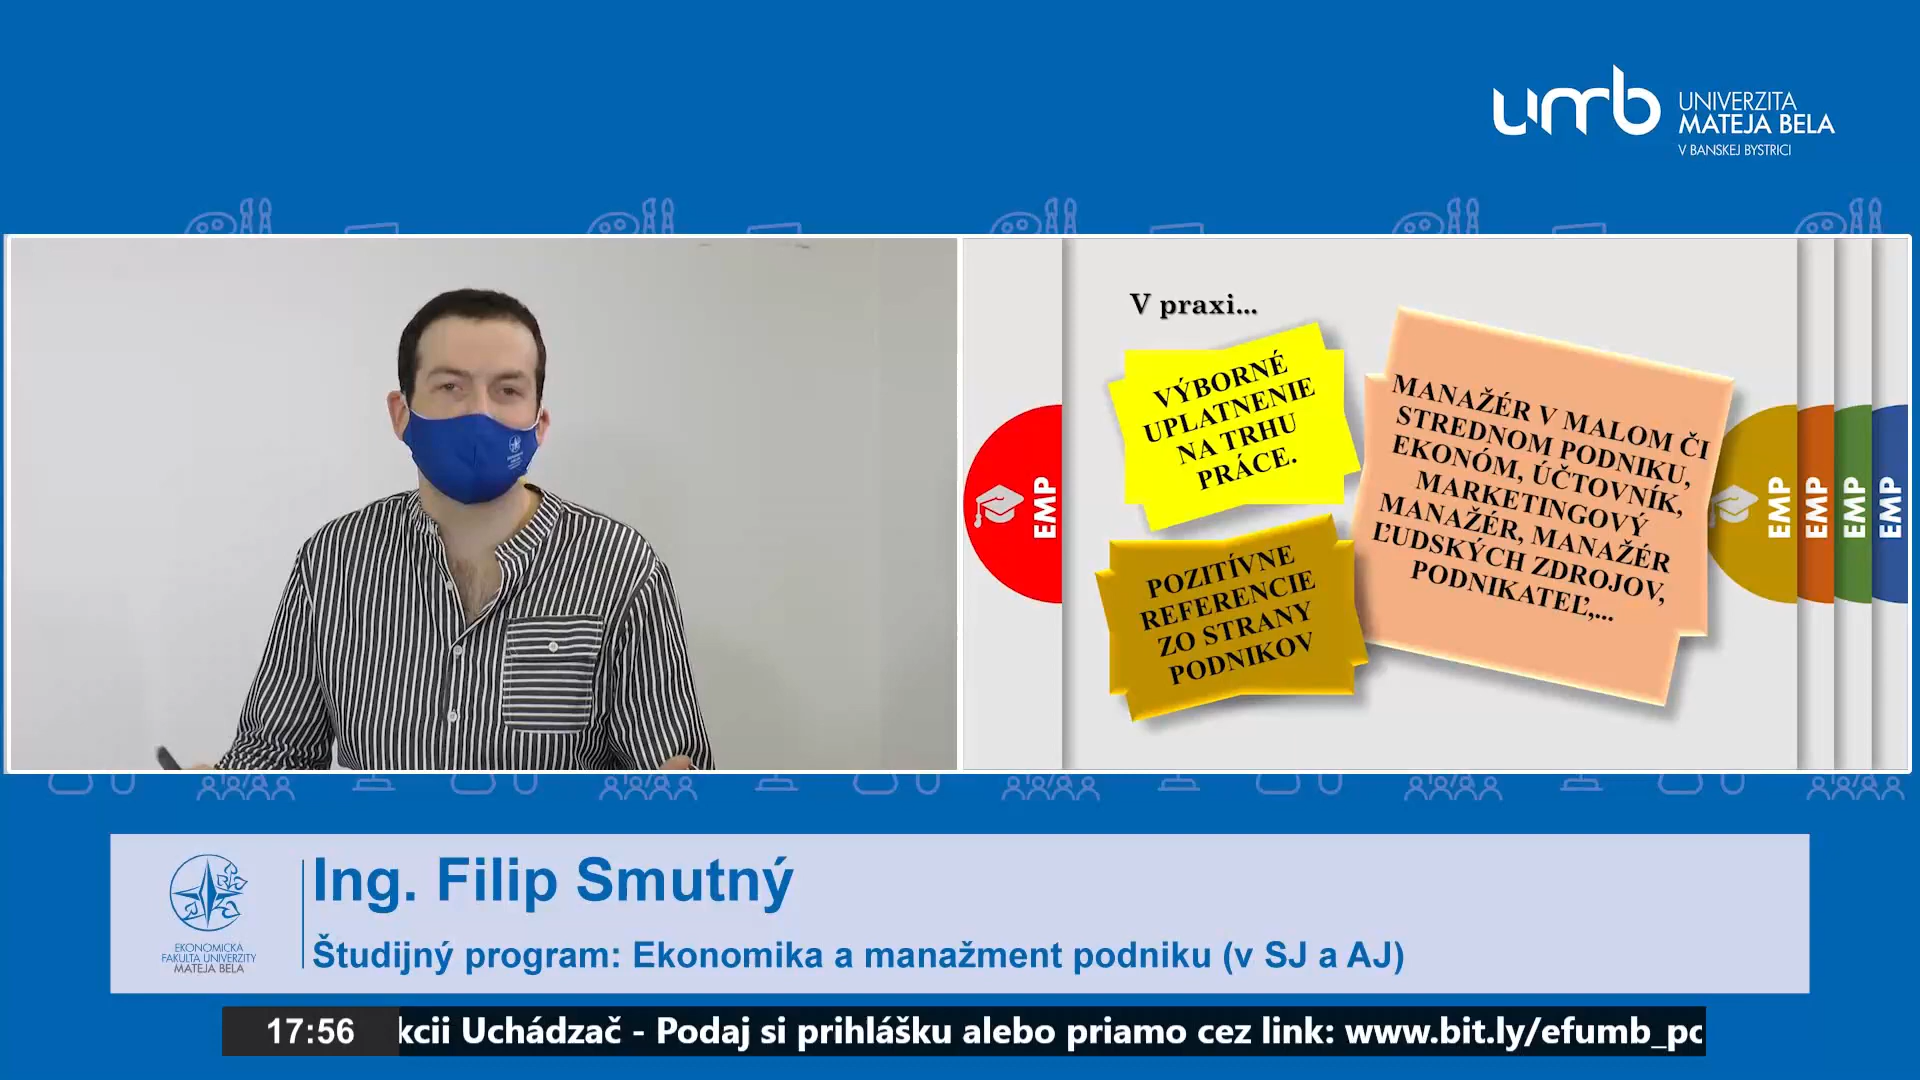 umb
UNIVERZITA
MATEJA BELA
V BANSKEJ BYSTRICI
V praxi...
VÝBORNÉ
UPLATNENIE
NA TRHU
PRÁCE.
POZITÍVNE
REFERENCIE
ZO STRANY
PODNIKOV
MANAŽÉR V MALOM ČI
STREDNOM PODNIKU,
EKONÓM, ÚČTOVNÍK,
MARKETINGOVÝ
MANAŽÉR, MANAŽÉR
ĽUDSKÝCH ZDROJOV,
PODNIKATEĽ,...
EMP
EMP
EMP
EMP
EMP
Ing. Filip Smutný
Študijný program: Ekonomika a manažment podniku (v SJ a AJ)
EKONOMICKÁ
FAKULTA UNIVERZITY
MATEJA BELA
17:56
kcii Uchádzač - Podaj si prihlášku alebo priamo cez link: www.bit.ly/efumb_pc